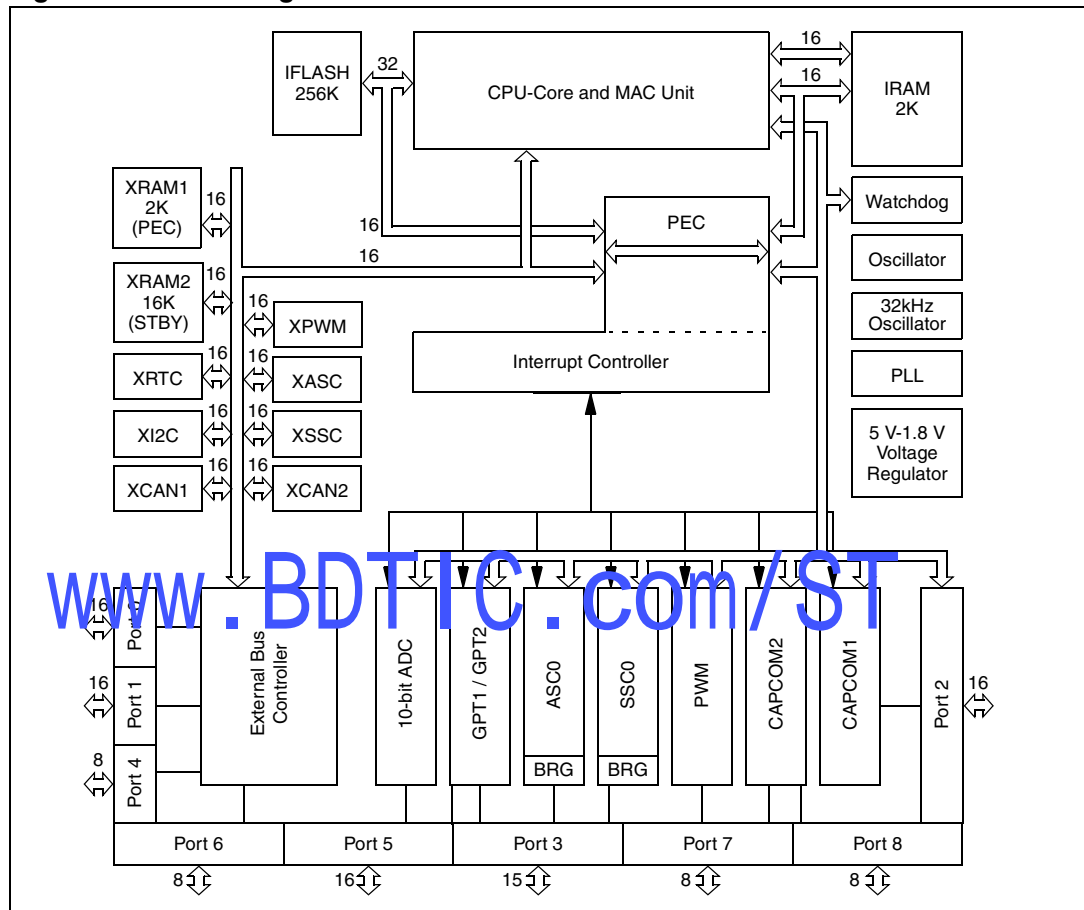 IFLASH
256K
32
CPU-Core and MAC Unit
16
16
IRAM
2K
XRAM1
2K
(PEC)
16
16
PEC
Watchdog
16
XRAM2
16K
(STBY)
16
Oscillator
32kHz
Oscillator
16
XPWM
XRTC
16
16
XASC
Interrupt Controller
PLL
XI2C
16
16
XSSC
5 V-1.8 V
Voltage
Regulator
XCAN1
16
16
XCAN2
www.BDTIC.com/ST
16
Port 0
16
Port 1
8
Port 4
External Bus
Controller
10-bit ADC
GPT1 / GPT2
ASC0
BRG
SSC0
BRG
PWM
CAPCOM2
CAPCOM1
Port 2
16
Port 6
Port 5
Port 3
Port 7
Port 8
8
16
15
8
8